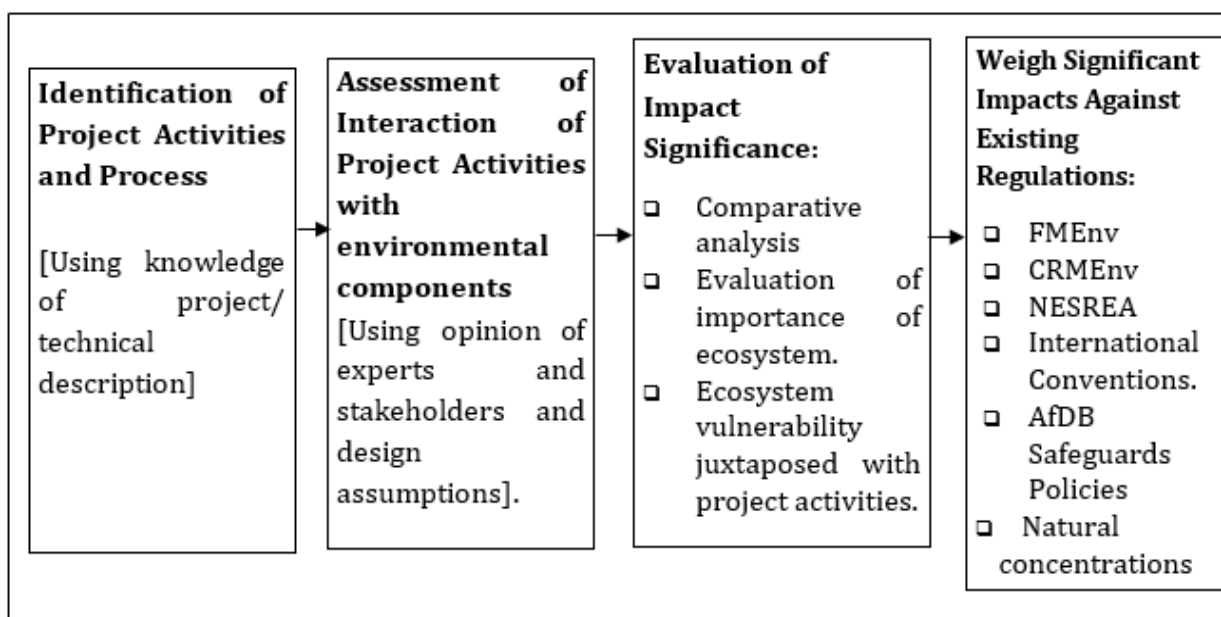 Identification of
Project Activities
and Process
[Using knowledge
of project/
technical
description]
Assessment of
Interaction of
Project Activities
with
environmental
components
[Using opinion of
experts and
stakeholders and
design
assumptions].
Evaluation of
Impact
Significance:
❑ Comparative
analysis
❑ Evaluation of
importance of
ecosystem.
❑ Ecosystem
vulnerability
juxtaposed with
project activities.
Weigh Significant
Impacts Against
Existing
Regulations:
❑ FMEnv
❑ CRMEnv
❑ NESREA
❑ International
Conventions.
❑ AfDB
Safeguards
Policies
❑ Natural
concentrations